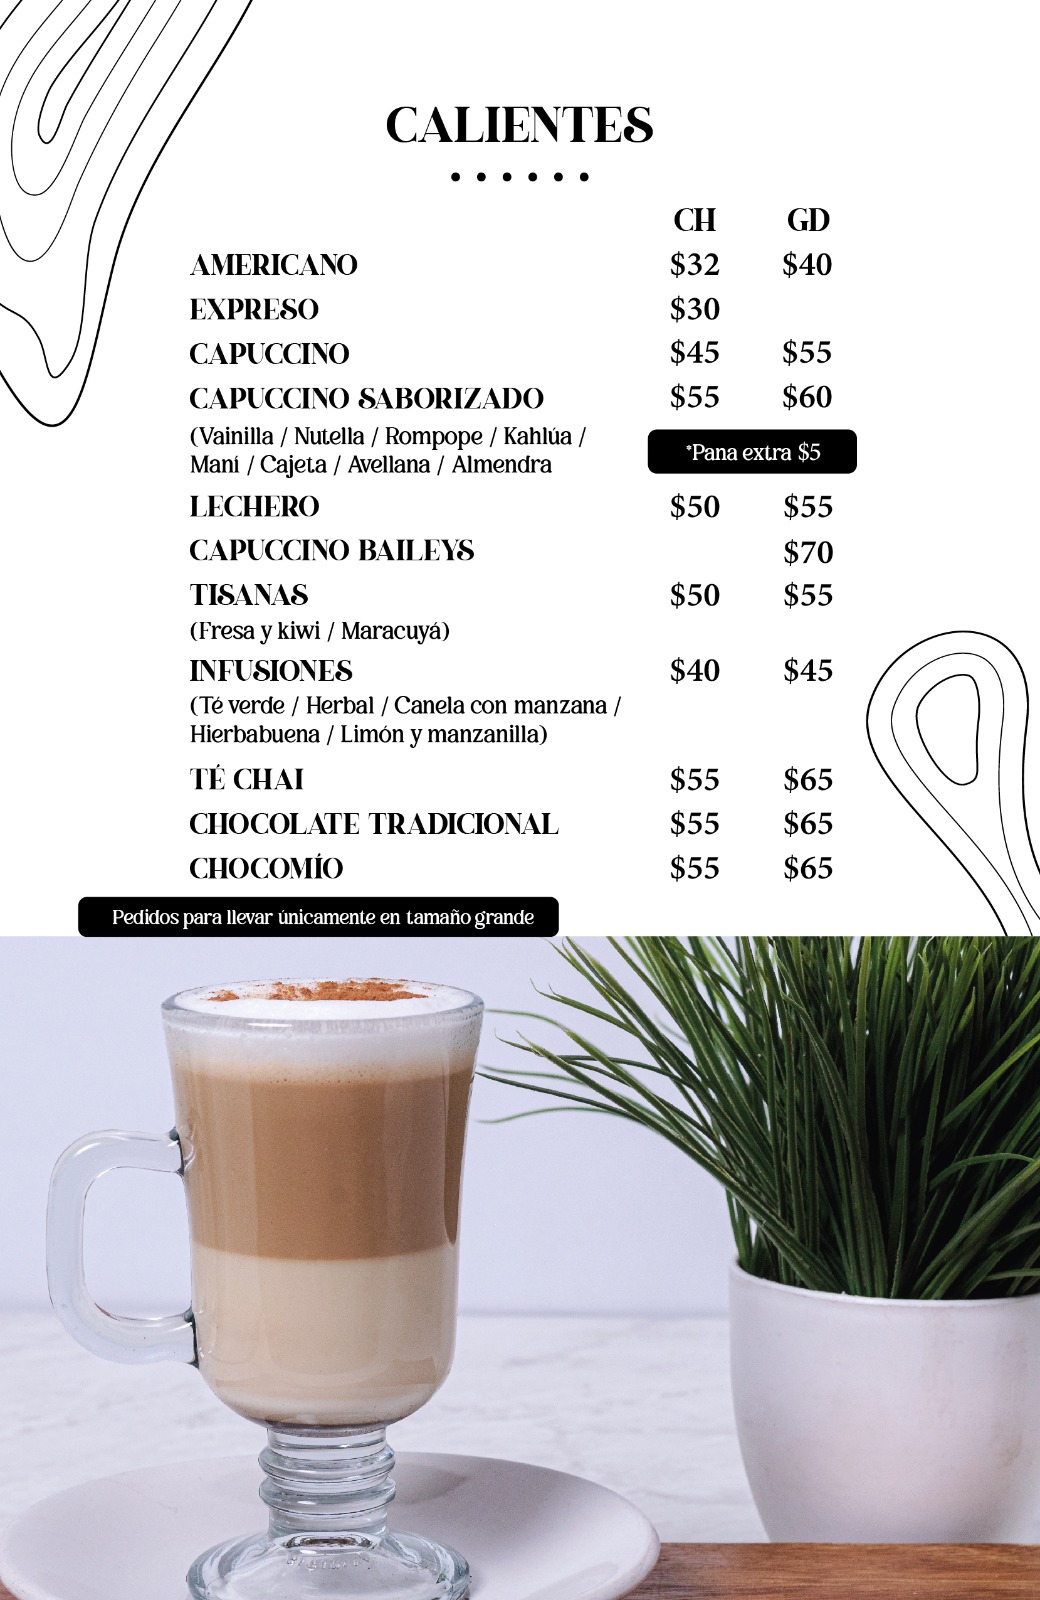 CALIENTES
CH GD
AMERICANO $32 $40
EXPRESO $30
CAPUCCINO $45 $55
CAPUCCINO SABORIZADO $55 $60
(Vainilla / Nutella / Rompope / Kahlúa /
Maní / Cajeta / Avellana / Almendra
*Pana extra $5
LECHERO $50 $55
CAPUCCINO BAILEYS $70
TISANAS $50 $55
(Fresa y kiwi / Maracuyá)
INFUSIONES $40 $45
(Té verde / Herbal / Canela con manzana /
Hierbabuena / Limón y manzanilla)
TÉ CHAI $55 $65
CHOCOLATE TRADICIONAL $55 $65
CHOCOMÍO $55 $65
Pedidos para llevar únicamente en tamaño grande